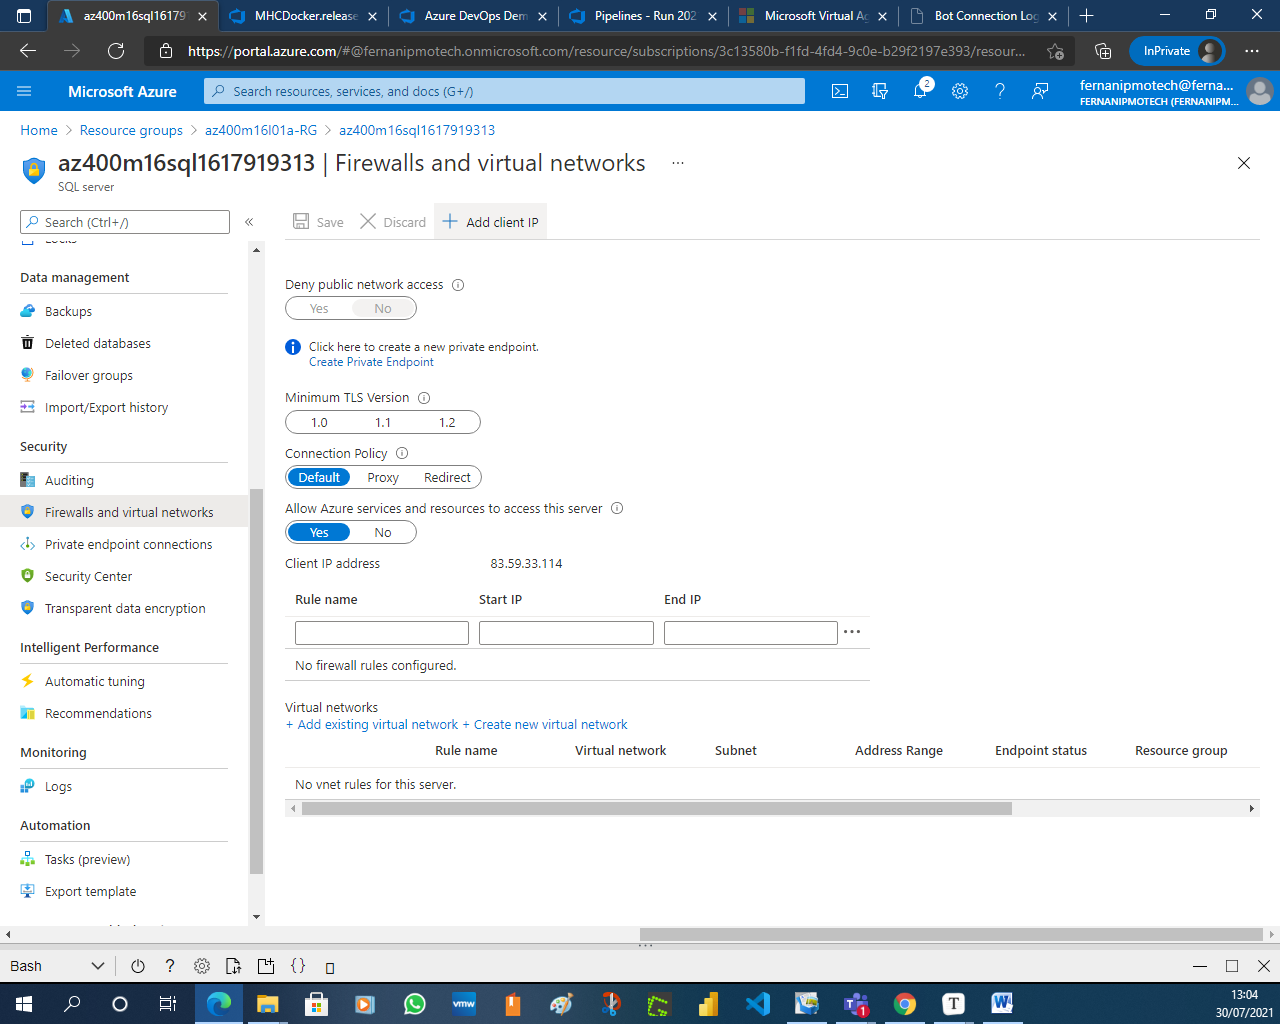 az400m16sql161791
MHCDocker.release
Azure DevOps Dem
Pipelines - Run 202
Microsoft Virtual Ag
Bot Connection Log
https://portal.azure.com/#@fernanipmotech.onmicrosoft.com/resource/subscriptions/3c13580b-f1fd-4fd4-9c0e-b29f2197e393/resour...
InPrivate
Microsoft Azure
Search resources, services, and docs (G+/)
2
fernanipmotech@ferna...
FERNANIPMOTECH (FERNANIPM...
Home > Resource groups > az400m16l01a-RG > az400m16sql1617919313
az400m16sql1617919313 | Firewalls and virtual networks ...
SQL server
Search (Ctrl+/)
«
Save
Discard
Add client IP
Locks
Data management
Backups
Deleted databases
Failover groups
Import/Export history
Security
Auditing
Firewalls and virtual networks
Private endpoint connections
Security Center
Transparent data encryption
Intelligent Performance
Automatic tuning
Recommendations
Monitoring
Logs
Automation
Tasks (preview)
Export template
Deny public network access
Yes No
Click here to create a new private endpoint.
Create Private Endpoint
Minimum TLS Version
1.0 1.1 1.2
Connection Policy
Default Proxy Redirect
Allow Azure services and resources to access this server
Yes No
Client IP address 83.59.33.114
Rule name Start IP End IP
...
No firewall rules configured.
Virtual networks
+ Add existing virtual network + Create new virtual network
Rule name Virtual network Subnet Address Range Endpoint status Resource group
No vnet rules for this server.
Bash
?
{}
vmw
1
T
W
13:04
30/07/2021